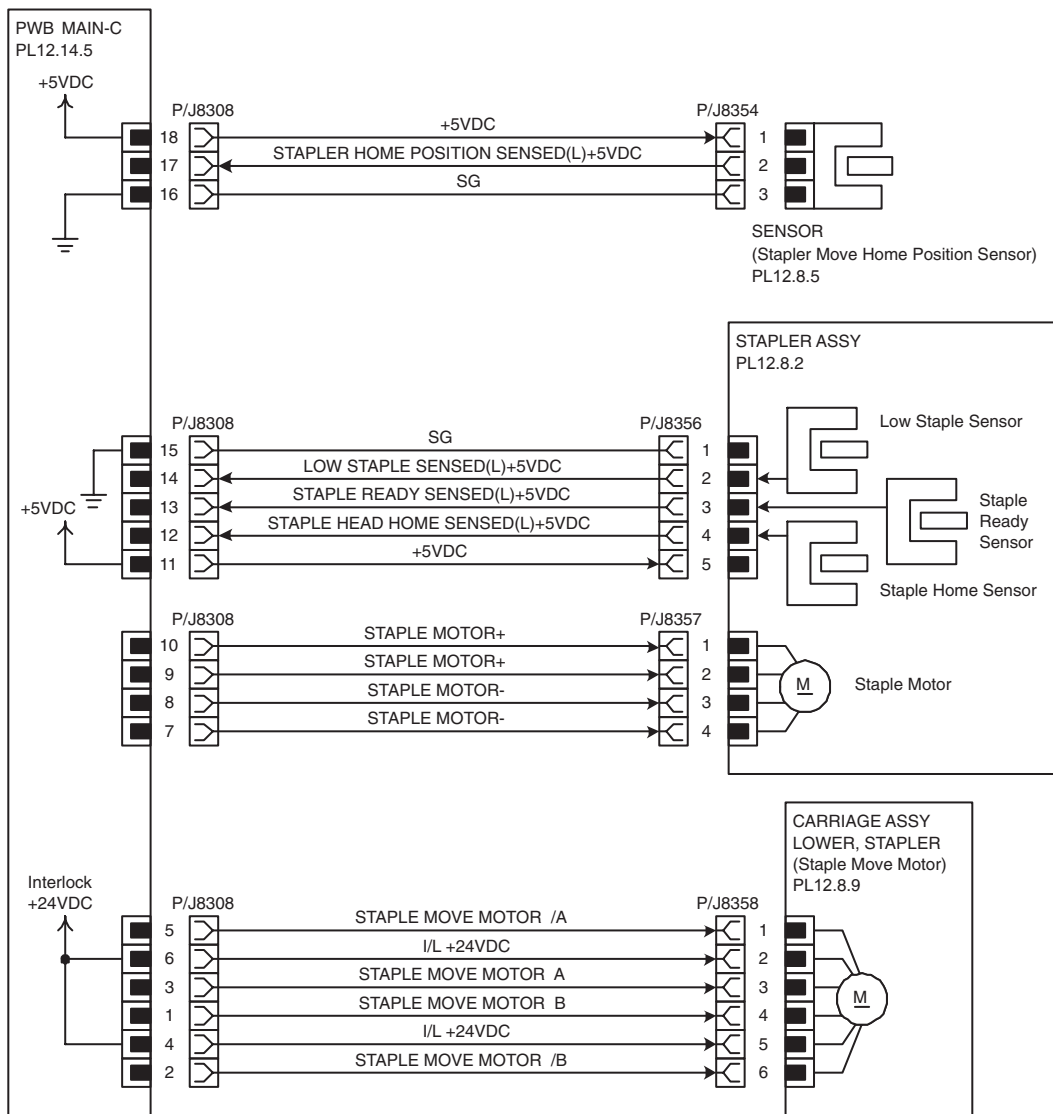 PWB MAIN-C
PL12.14.5
+5VDC
P/J8308
P/J8354
18
+5VDC
1
17
STAPLER HOME POSITION SENSED(L)+5VDC
2
16
SG
3
SENSOR
(Stapler Move Home Position Sensor)
PL12.8.5
STAPLER ASSY
PL12.8.2
P/J8308
P/J8356
Low Staple Sensor
15
SG
1
14
LOW STAPLE SENSED(L)+5VDC
2
+5VDC
13
STAPLE READY SENSED(L)+5VDC
3
Staple
Ready
Sensor
12
STAPLE HEAD HOME SENSED(L)+5VDC
4
11
+5VDC
5
Staple Home Sensor
P/J8308
P/J8357
10
STAPLE MOTOR+
1
9
STAPLE MOTOR+
2
M
Staple Motor
8
STAPLE MOTOR-
3
7
STAPLE MOTOR-
4
CARRIAGE ASSY
LOWER, STAPLER
(Staple Move Motor)
PL12.8.9
Interlock
+24VDC
P/J8308
P/J8358
5
STAPLE MOVE MOTOR /A
1
6
I/L +24VDC
2
3
STAPLE MOVE MOTOR A
3
M
1
STAPLE MOVE MOTOR B
4
4
I/L +24VDC
5
2
STAPLE MOVE MOTOR /B
6